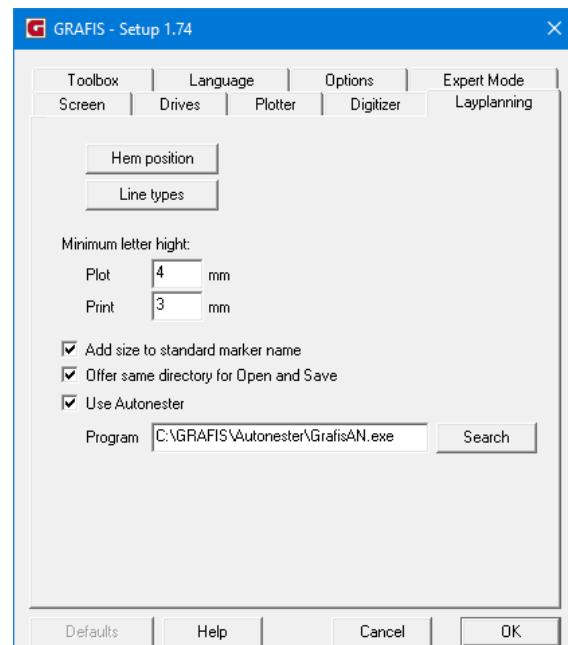 GRAFIS - Setup 1.74
Toolbox Language Options Expert Mode
Screen Drives Plotter Digitizer Layplanning
Hem position
Line types
Minimum letter hight:
Plot 4 mm
Print 3 mm
Add size to standard marker name
Offer same directory for Open and Save
Use Autonester
Program C:\GRAFIS\Autonester\GrafisAN.exe Search
Defaults Help Cancel OK